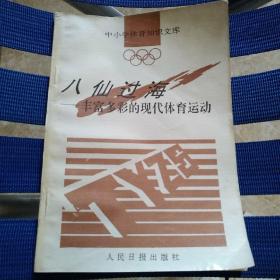 中小学体育知识文库
八仙过海
——丰富多彩的现代体育运动
人民日报出版社